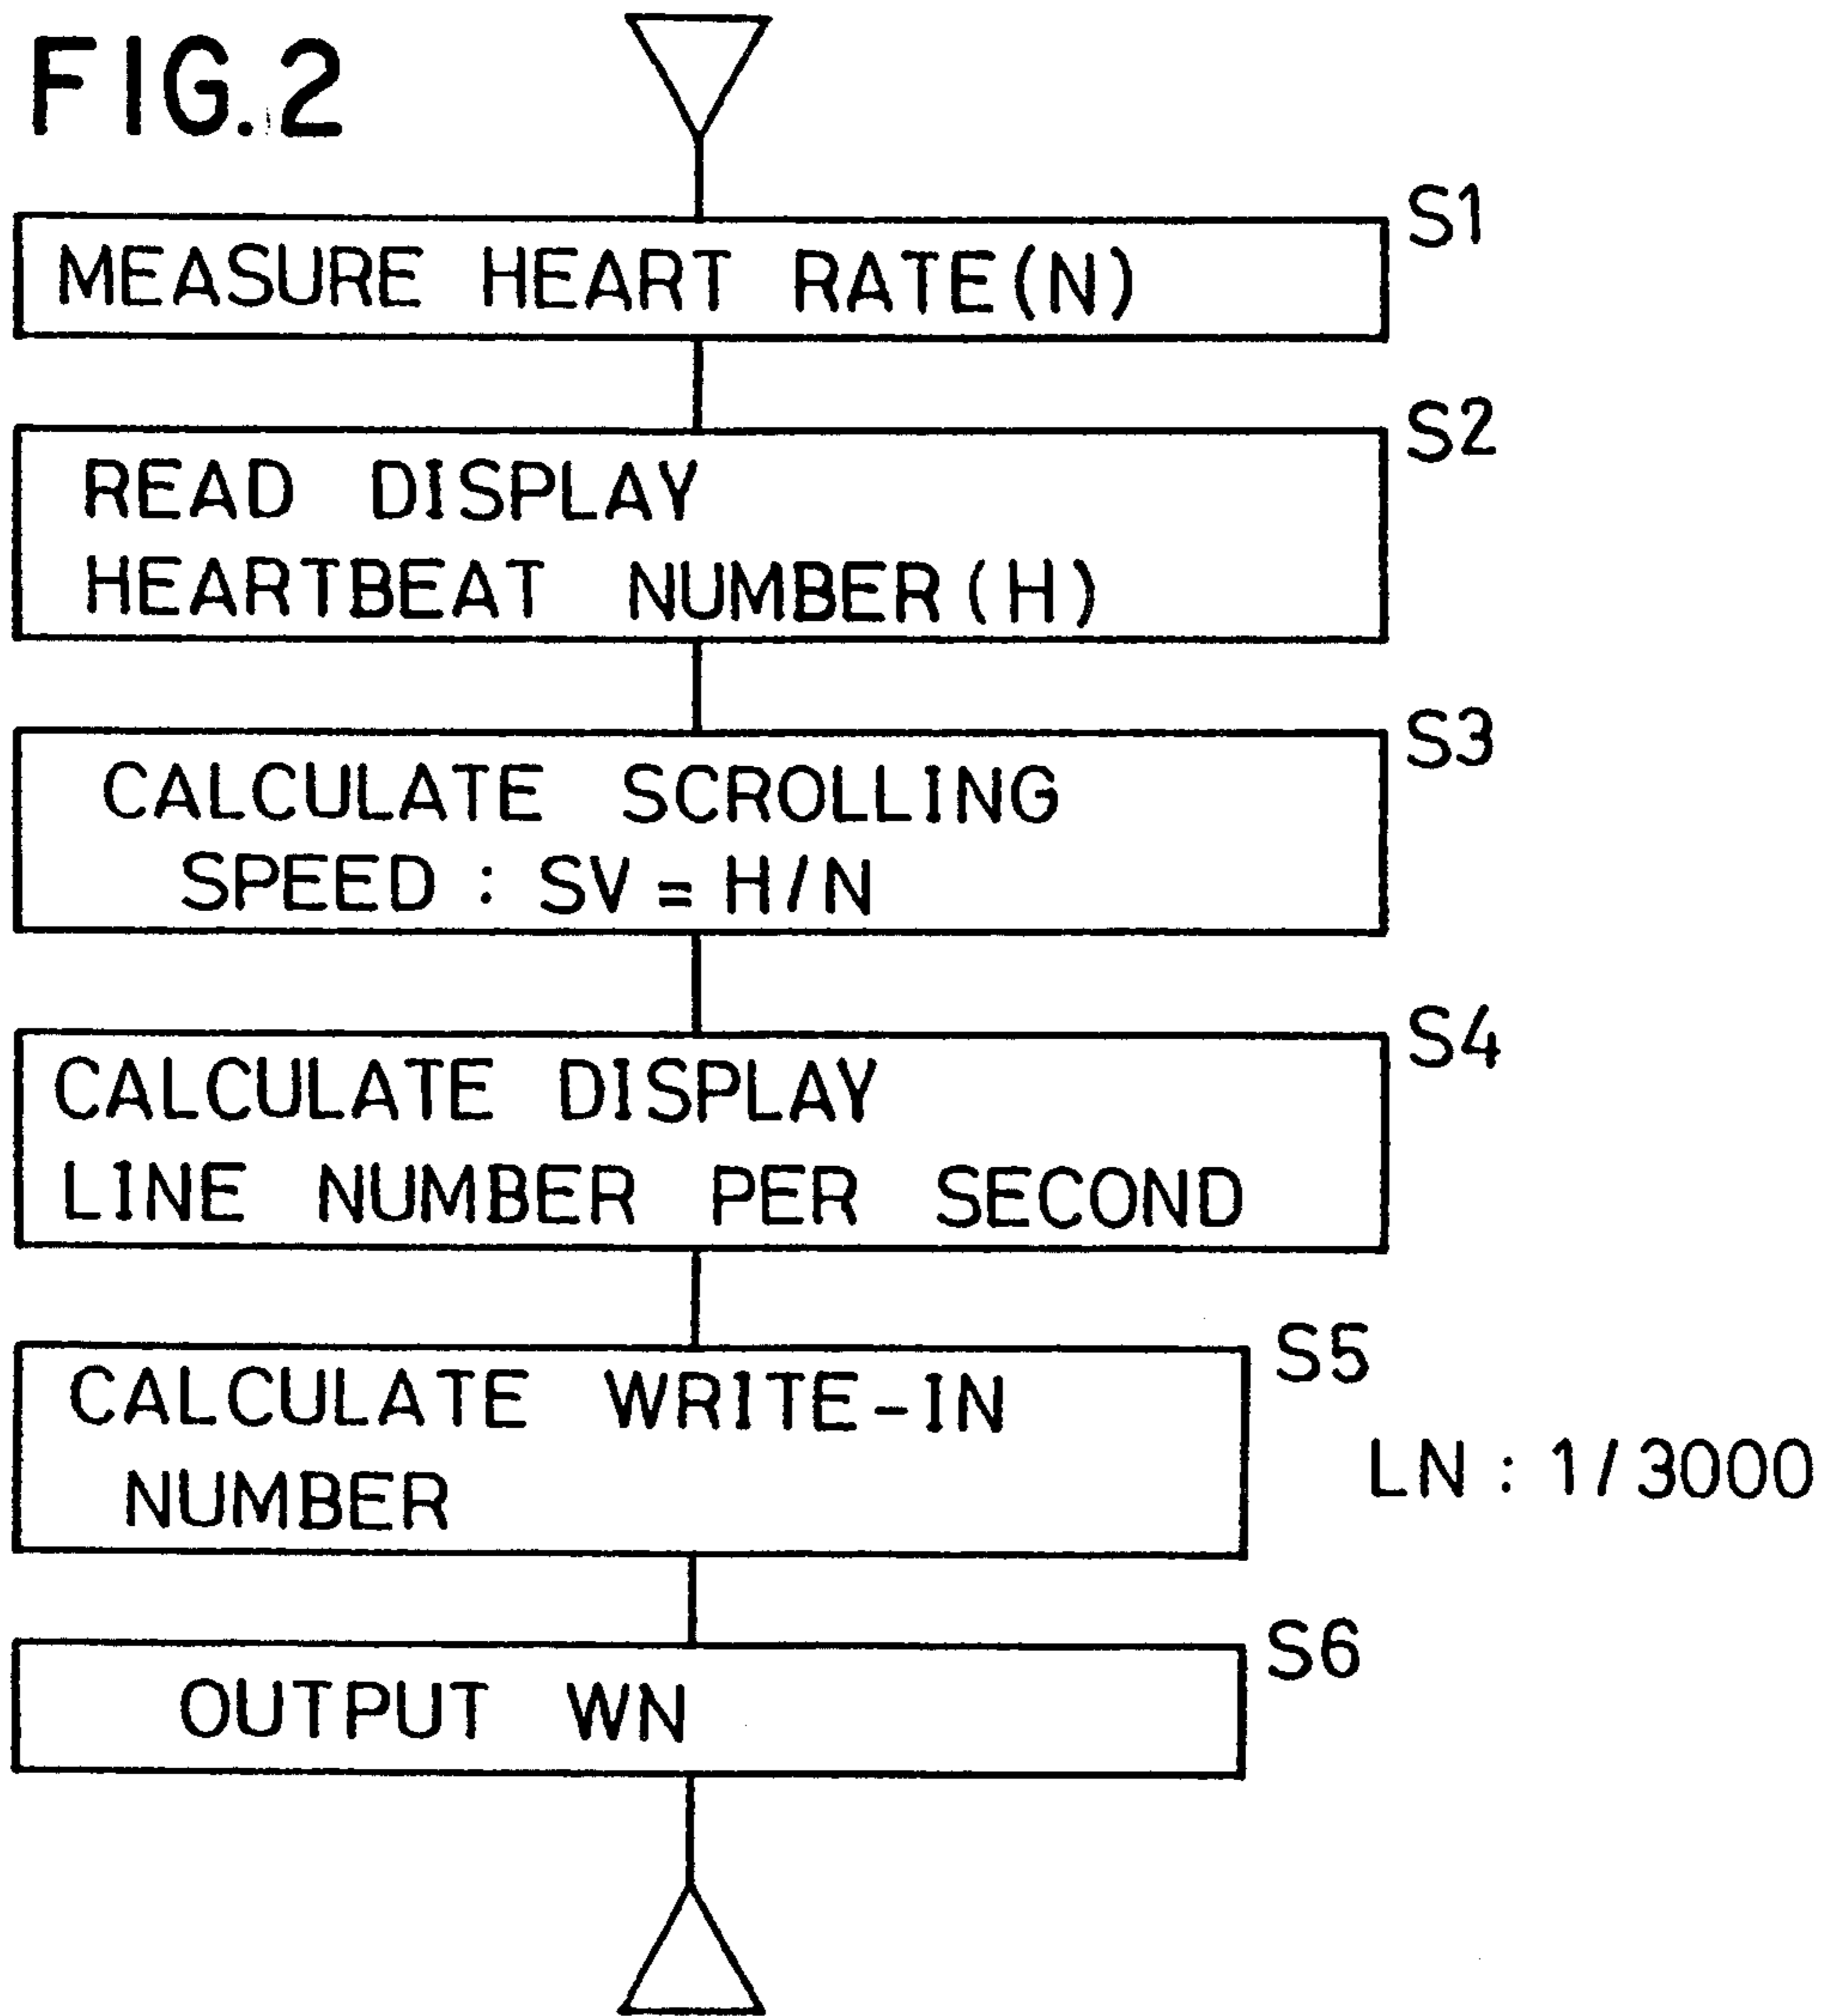 FIG.2
S1
MEASURE HEART RATE(N)
S2
READ DISPLAY
HEARTBEAT NUMBER(H)
S3
CALCULATE SCROLLING
SPEED : SV = H/N
S4
CALCULATE DISPLAY
LINE NUMBER PER SECOND
S5
CALCULATE WRITE-IN
NUMBER
LN : 1/3000
S6
OUTPUT WN